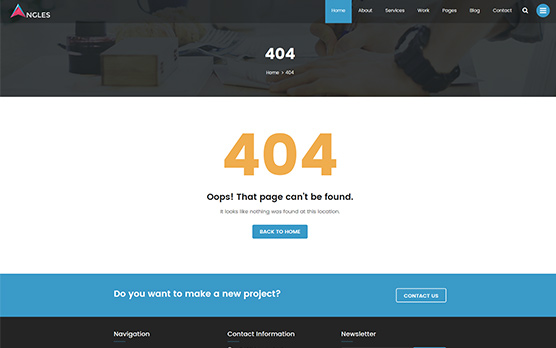 NGLES
Home About Services Work Pages Blog Contact
404
Home > 404
404
Oops! That page can't be found.
It looks like nothing was found at this location.
BACK TO HOME
Do you want to make a new project?
CONTACT US
Navigation Contact Information Newsletter